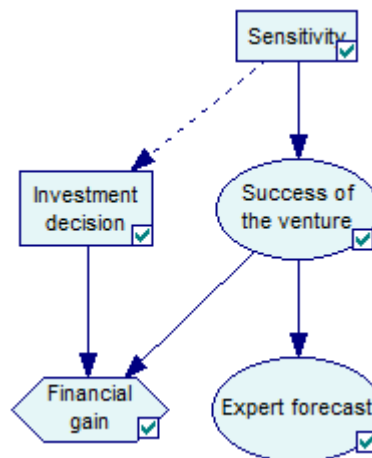 Sensitivity
Investment
decision
Success of
the venture
Financial
gain
Expert forecast